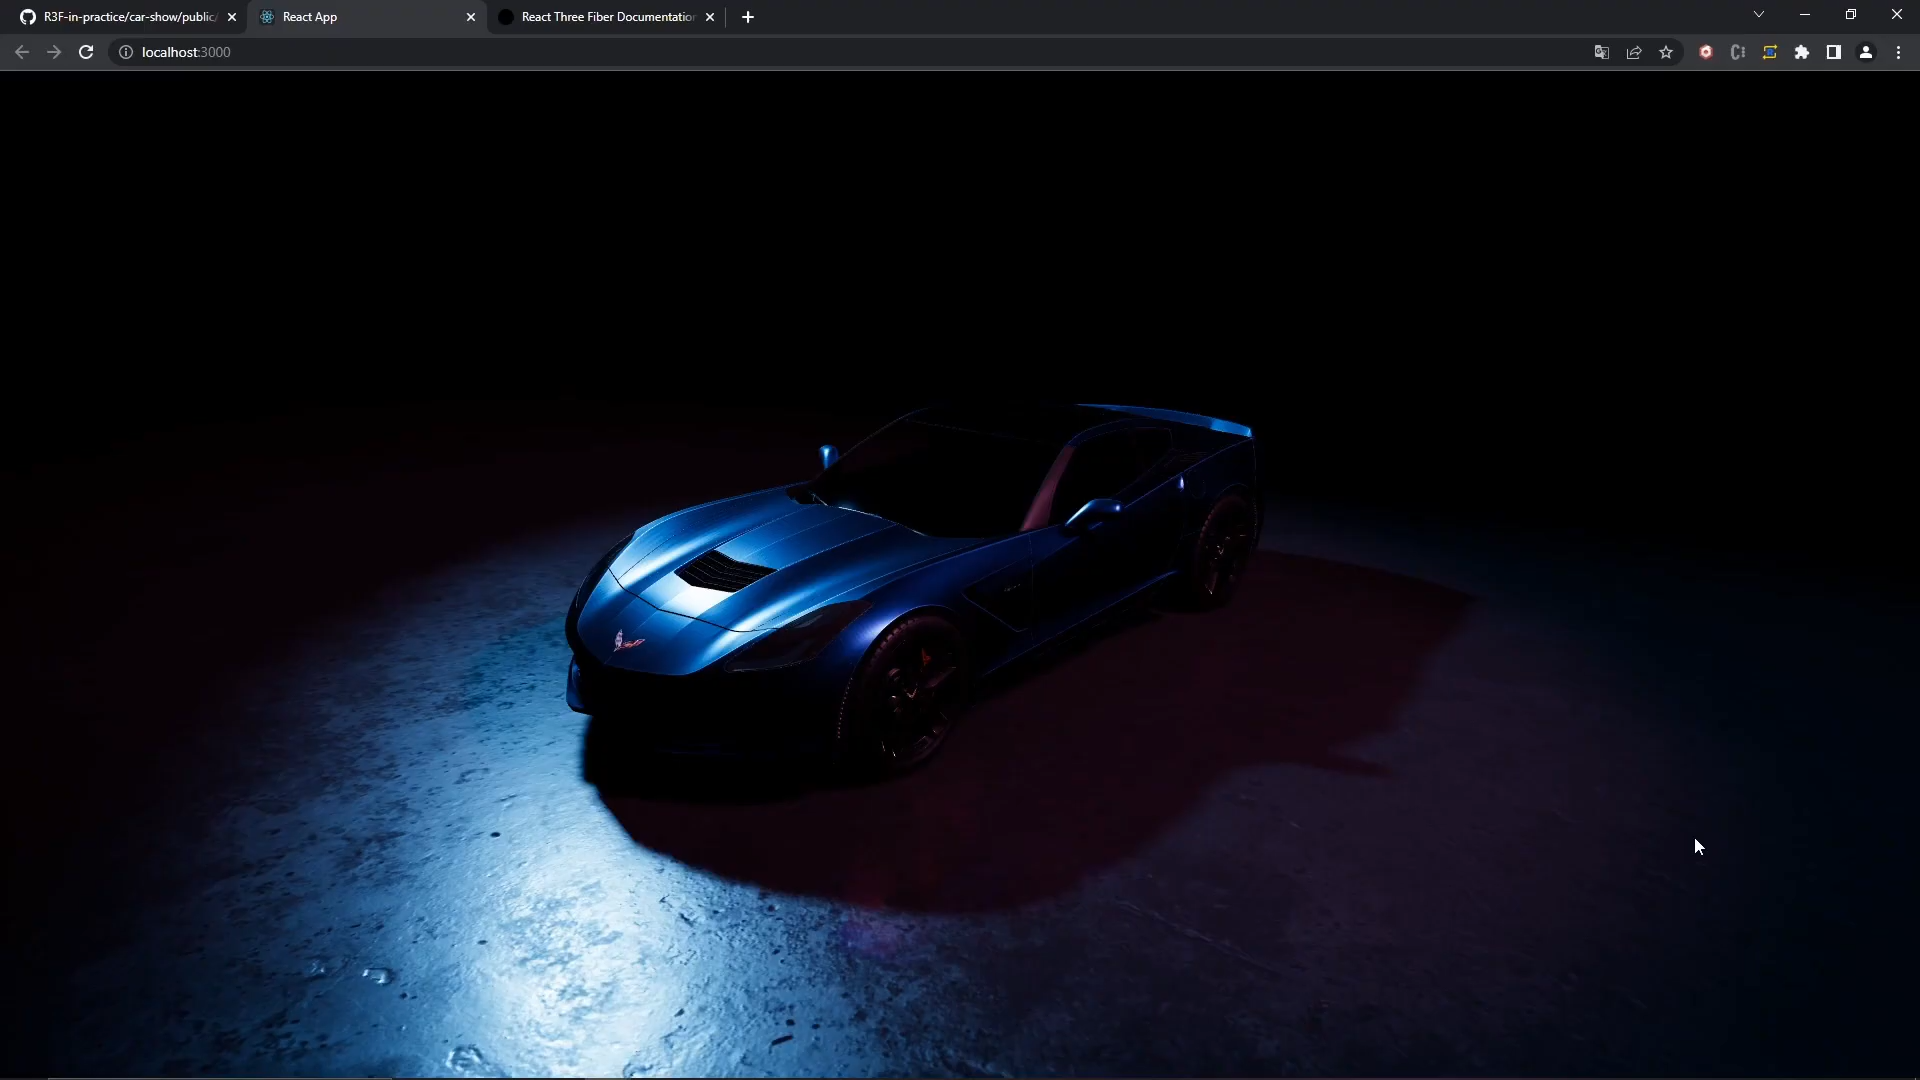 R3F-in-practice/car-show/public/
React App
React Three Fiber Documentation
localhost:3000